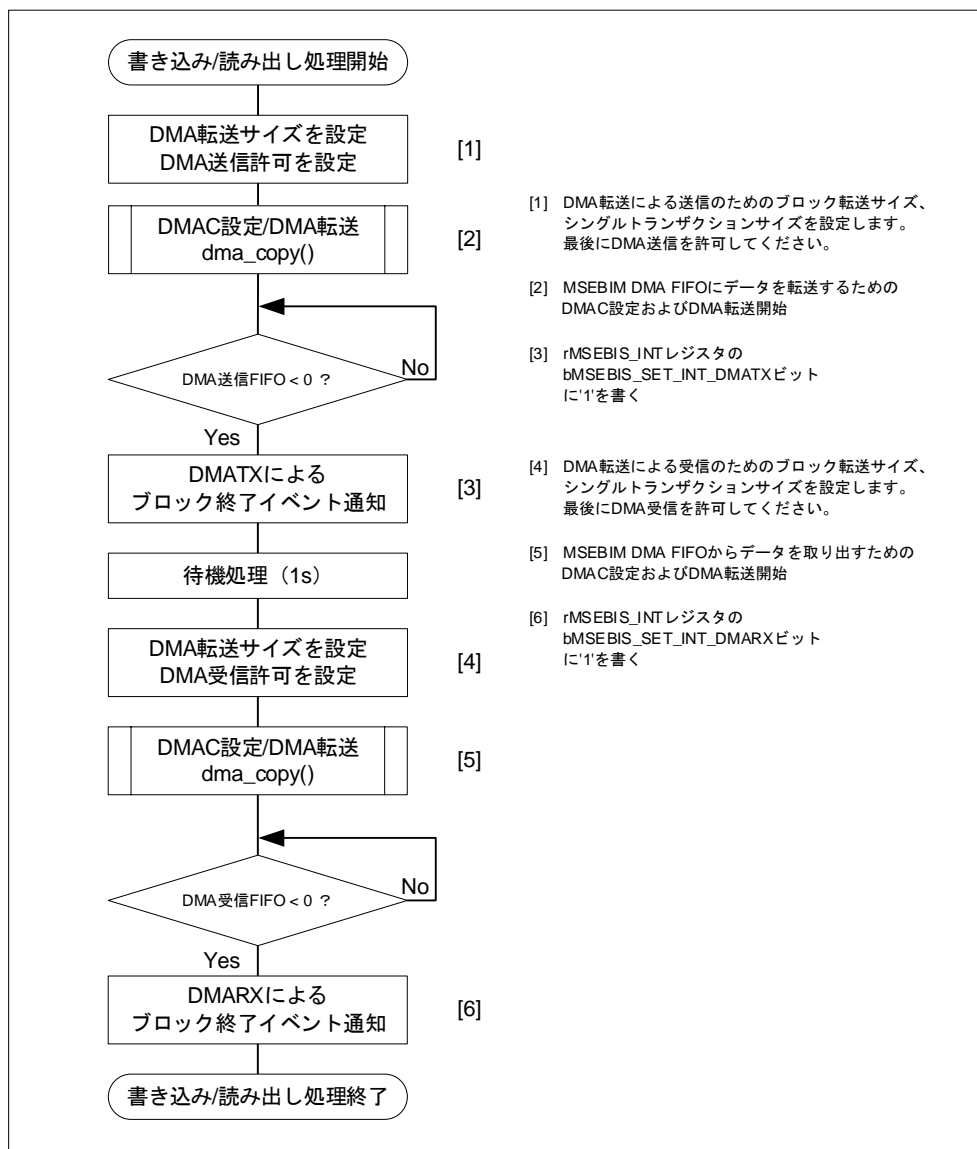 書き込み/読み出し処理開始
DMA転送サイズを設定
DMA送信許可を設定
[1]
DMAC設定/DMA転送
dma_copy()
[2]
No
DMA送信FIFO < 0 ?
Yes
DMATXによる
ブロック終了イベント通知
[3]
待機処理（1s）
DMA転送サイズを設定
DMA受信許可を設定
[4]
DMAC設定/DMA転送
dma_copy()
[5]
No
DMA受信FIFO < 0 ?
Yes
DMARXによる
ブロック終了イベント通知
[6]
書き込み/読み出し処理終了
[1] DMA転送による送信のためのブロック転送サイズ、
シングルトランザクションサイズを設定します。
最後にDMA送信を許可してください。
[2] MSEBIM DMA FIFOにデータを転送するための
DMAC設定およびDMA転送開始
[3] rMSEBIS_INTレジスタの
bMSEBIS_SET_INT_DMATXビット
に'1'を書く
[4] DMA転送による受信のためのブロック転送サイズ、
シングルトランザクションサイズを設定します。
最後にDMA受信を許可してください。
[5] MSEBIM DMA FIFOからデータを取り出すための
DMAC設定およびDMA転送開始
[6] rMSEBIS_INTレジスタの
bMSEBIS_SET_INT_DMARXビット
に'1'を書く